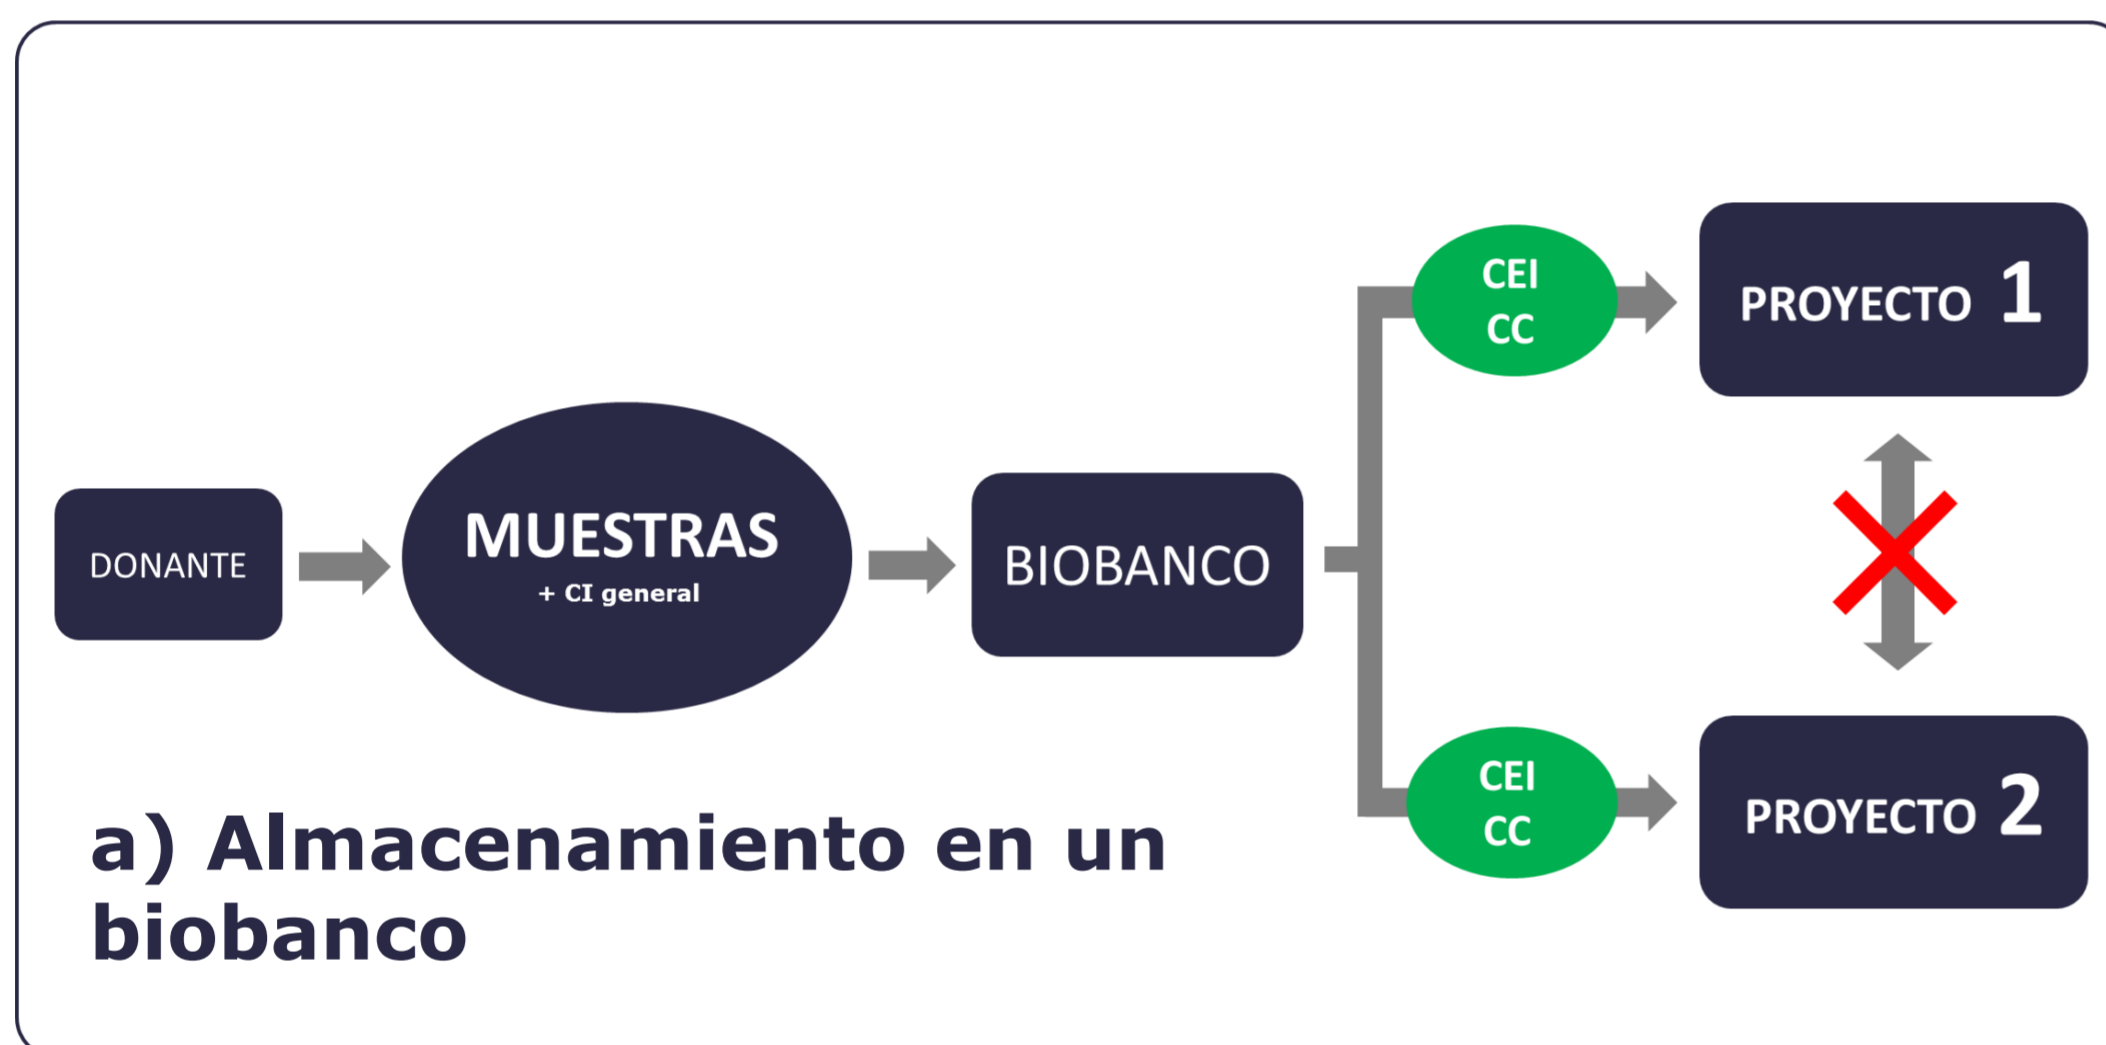 DONANTE
MUESTRAS
+ CI general
BIOBANCO
CEI
CC
PROYECTO 1
CEI
CC
PROYECTO 2
a) Almacenamiento en un
biobanco